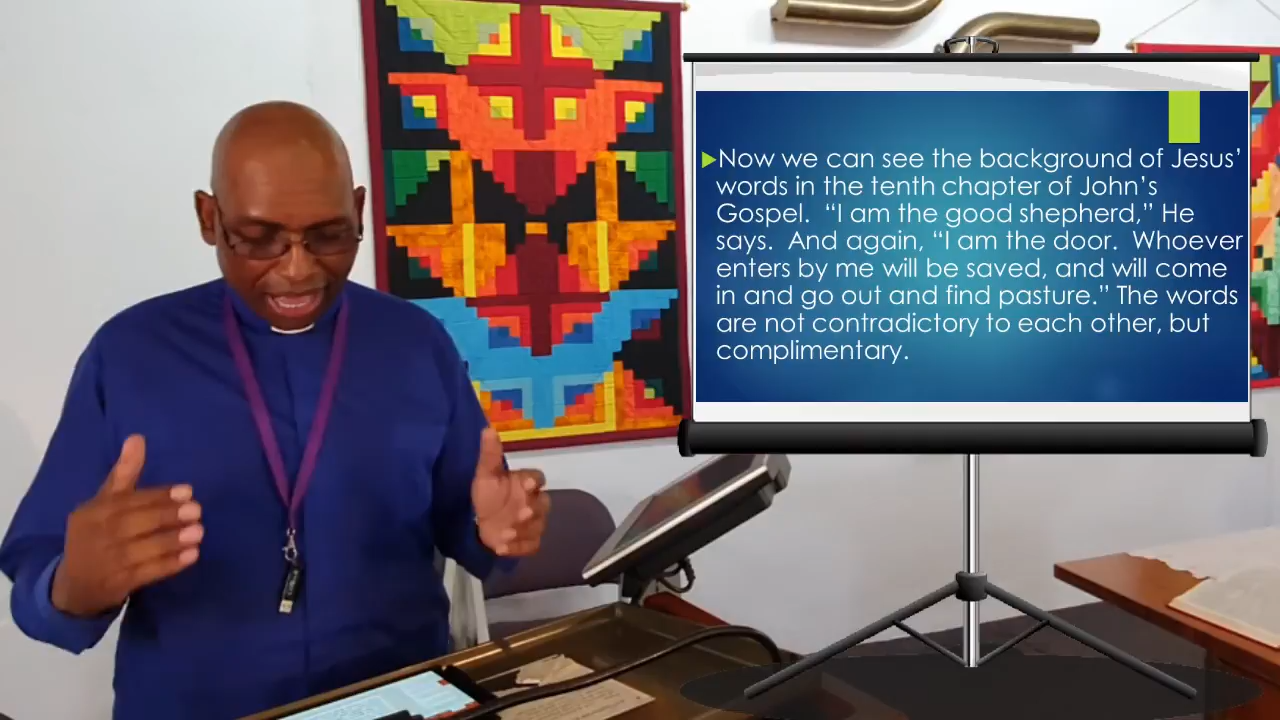 Now we can see the background of Jesus’
words in the tenth chapter of John’s
Gospel.  “I am the good shepherd,” He
says.  And again, “I am the door.  Whoever
enters by me will be saved, and will come
in and go out and find pasture.” The words
are not contradictory to each other, but
complimentary.